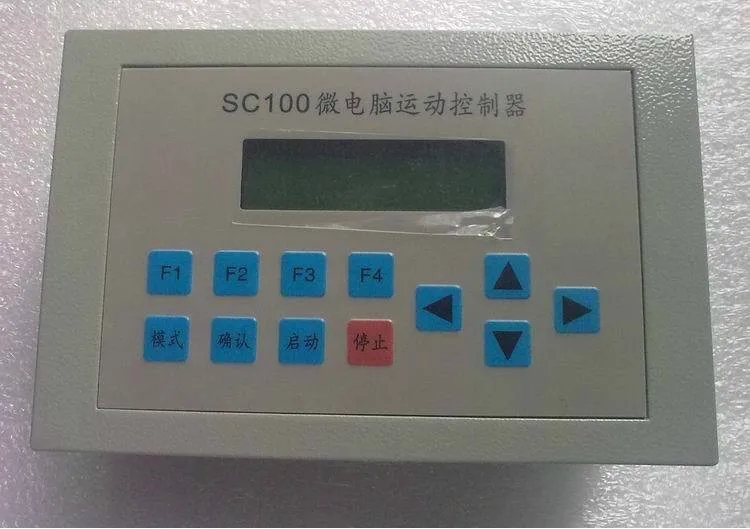 SC100微电脑运动控制器
F1 F2 F3 F4
模式 确认 启动 停止